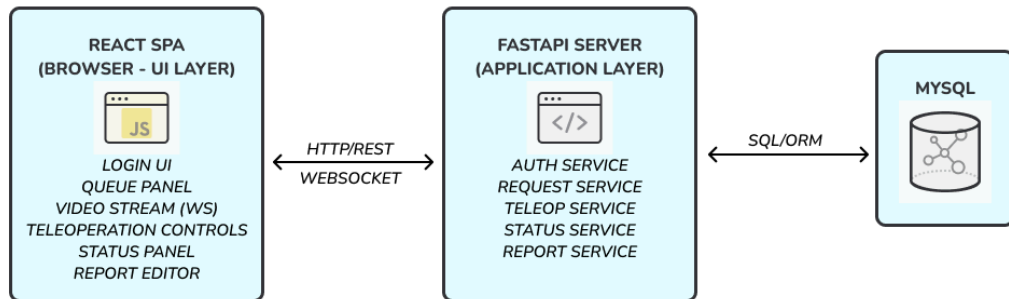 REACT SPA
(BROWSER - UI LAYER)
JS
LOGIN UI
QUEUE PANEL
VIDEO STREAM (WS)
TELEOPERATION CONTROLS
STATUS PANEL
REPORT EDITOR
HTTP/REST
WEBSOCKET
FASTAPI SERVER
(APPLICATION LAYER)
</>
AUTH SERVICE
REQUEST SERVICE
TELEOP SERVICE
STATUS SERVICE
REPORT SERVICE
SQL/ORM
MYSQL